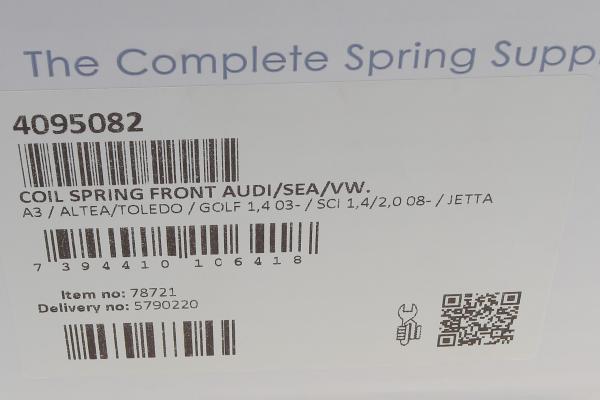 The Complete Spring Supp
4095082
COIL SPRING FRONT AUDI/SEA/VW.
A3 / ALTEA/TOLEDO / GOLF 1,4 03- / SCI 1,4/2,0 08- / JETTA
7 394410 106418
Item no: 78721
Delivery no: 5790220